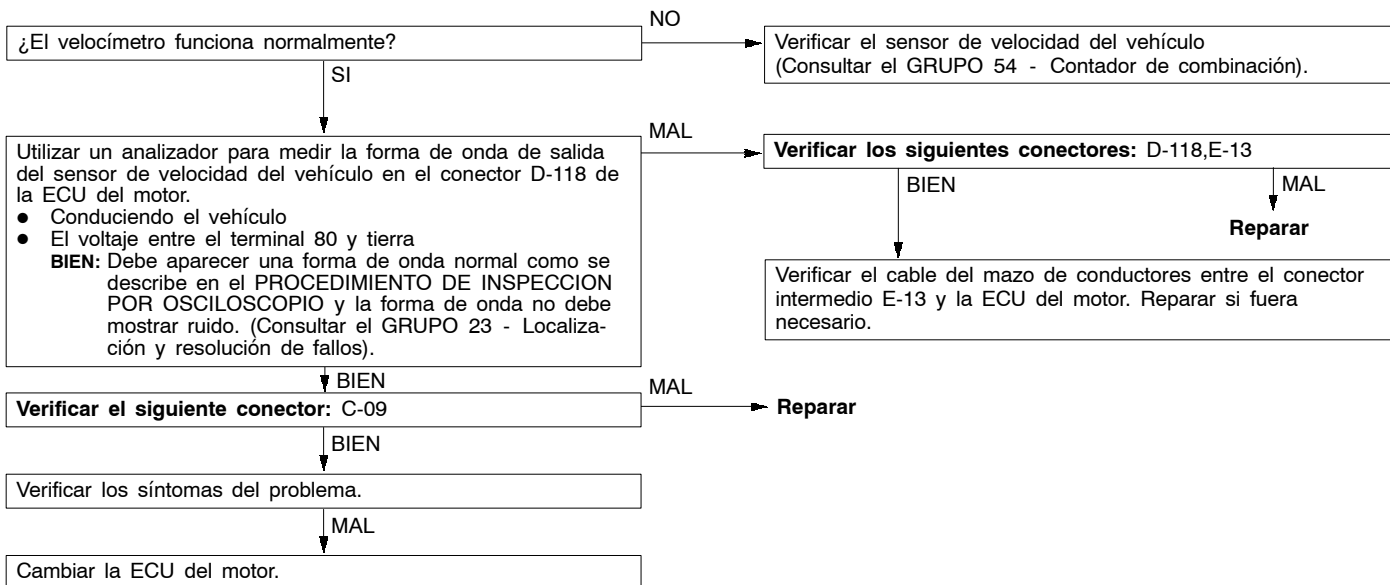 ¿El velocímetro funciona normalmente?
NO
Verificar el sensor de velocidad del vehículo
(Consultar el GRUPO 54 - Contador de combinación).
SI
Utilizar un analizador para medir la forma de onda de salida
del sensor de velocidad del vehículo en el conector D-118 de
la ECU del motor.
● Conduciendo el vehículo
● El voltaje entre el terminal 80 y tierra
BIEN: Debe aparecer una forma de onda normal como se
describe en el PROCEDIMIENTO DE INSPECCION
POR OSCILOSCOPIO y la forma de onda no debe
mostrar ruido. (Consultar el GRUPO 23 - Localiza-
ción y resolución de fallos).
MAL
Verificar los siguientes conectores: D-118,E-13
BIEN
MAL
Reparar
Verificar el cable del mazo de conductores entre el conector
intermedio E-13 y la ECU del motor. Reparar si fuera
necesario.
BIEN
Verificar el siguiente conector: C-09
MAL
Reparar
BIEN
Verificar los síntomas del problema.
MAL
Cambiar la ECU del motor.